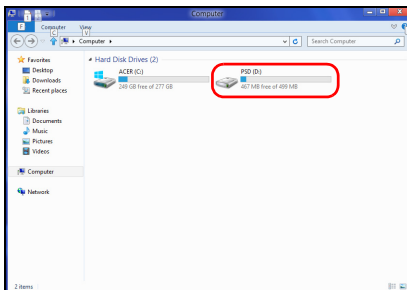 Computer
F
Computer
View
C
V
Computer
Search Computer
Favorites
Desktop
Downloads
Recent places
Libraries
Documents
Music
Pictures
Videos
Computer
Network
Hard Disk Drives (2)
ACER (C:)
249 GB free of 277 GB
PSD (D:)
467 MB free of 499 MB
2 items